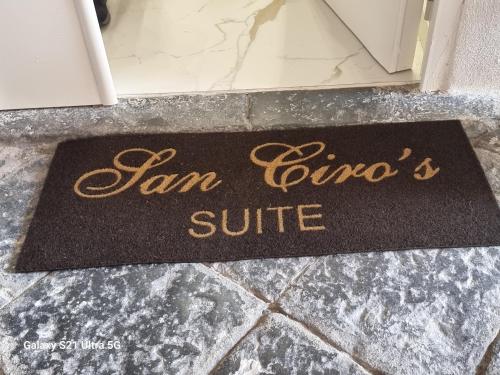 San Ciro's
SUITE
Galaxy S21 Ultra 5G